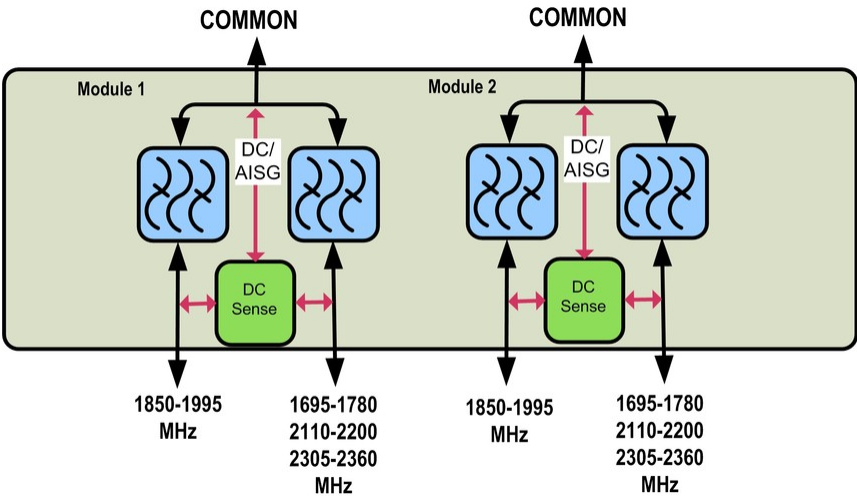 COMMON
COMMON
Module 1
Module 2
DC/
AISG
DC/
AISG
DC
Sense
DC
Sense
1850-1995
MHz
1695-1780
2110-2200
2305-2360
MHz
1850-1995
MHz
1695-1780
2110-2200
2305-2360
MHz